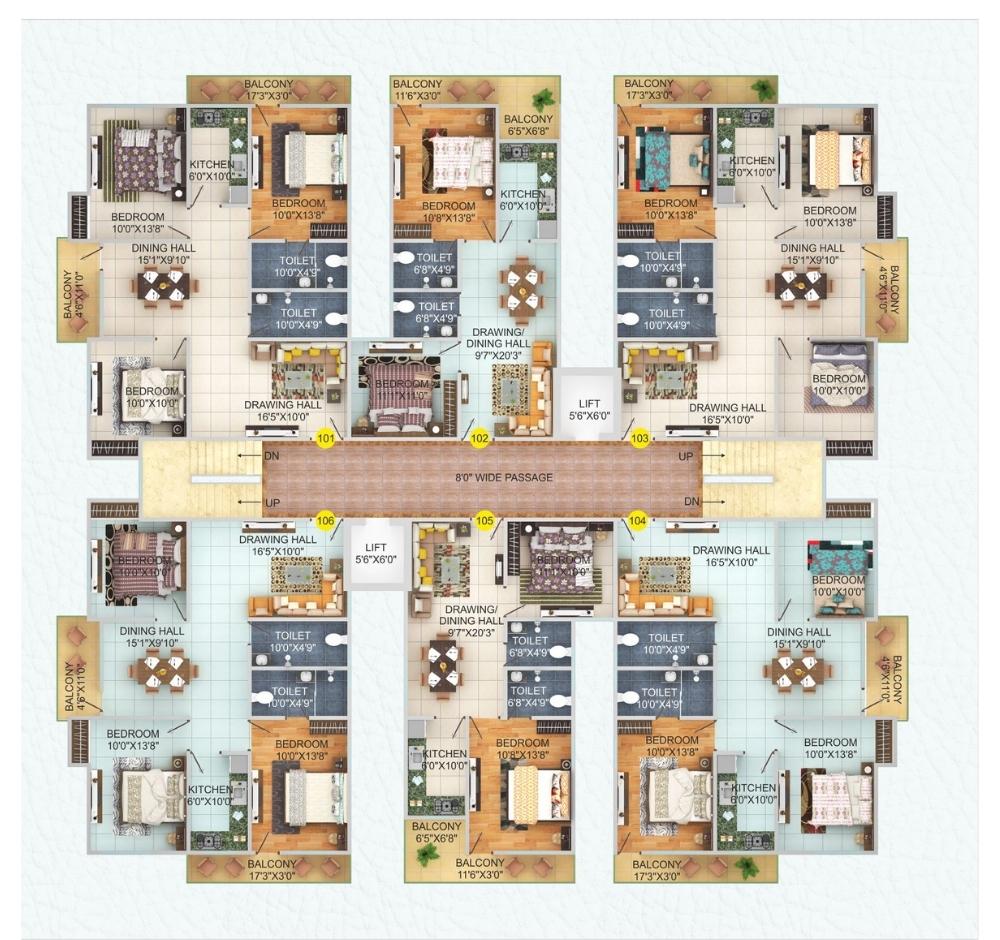 BALCONY
17'3"X3'0"
BALCONY
11'6"X3'0"
BALCONY
6'5"X6'8"
BALCONY
17'3"X3'0"
KITCHEN
6'0"X10'0"
BEDROOM
10'0"X13'8"
BEDROOM
10'0"X13'8"
BEDROOM
10'8"X13'8"
KITCHEN
6'0"X10'0"
BEDROOM
10'0"X13'8"
KITCHEN
6'0"X10'0"
BEDROOM
10'0"X13'8"
BALCONY
4'6"X11'0"
DINING HALL
15'1"X9'10"
TOILET
10'0"X4'9"
TOILET
10'0"X4'9"
TOILET
6'8"X4'9"
TOILET
6'8"X4'9"
DRAWING/
DINING HALL
9'7"X20'3"
TOILET
10'0"X4'9"
TOILET
10'0"X4'9"
DINING HALL
15'1"X9'10"
BALCONY
4'6"X11'0"
BEDROOM
10'0"X10'0"
DRAWING HALL
16'5"X10'0"
BEDROOM
LIFT
5'6"X6'0"
DRAWING HALL
16'5"X10'0"
BEDROOM
10'0"X10'0"
101
102
103
DN
UP
8'0" WIDE PASSAGE
UP
DN
106
105
104
BEDROOM
10'0"X10'0"
DRAWING HALL
16'5"X10'0"
LIFT
5'6"X6'0"
BEDROOM
DRAWING HALL
16'5"X10'0"
BEDROOM
10'0"X10'0"
BALCONY
4'6"X11'0"
DINING HALL
15'1"X9'10"
TOILET
10'0"X4'9"
TOILET
10'0"X4'9"
DRAWING/
DINING HALL
9'7"X20'3"
TOILET
6'8"X4'9"
TOILET
6'8"X4'9"
TOILET
10'0"X4'9"
TOILET
10'0"X4'9"
DINING HALL
15'1"X9'10"
BALCONY
4'6"X11'0"
BEDROOM
10'0"X13'8"
KITCHEN
6'0"X10'0"
BEDROOM
10'0"X13'8"
KITCHEN
6'0"X10'0"
BEDROOM
10'8"X13'8"
BEDROOM
10'0"X13'8"
KITCHEN
6'0"X10'0"
BEDROOM
10'0"X13'8"
BALCONY
17'3"X3'0"
BALCONY
6'5"X6'8"
BALCONY
11'6"X3'0"
BALCONY
17'3"X3'0"